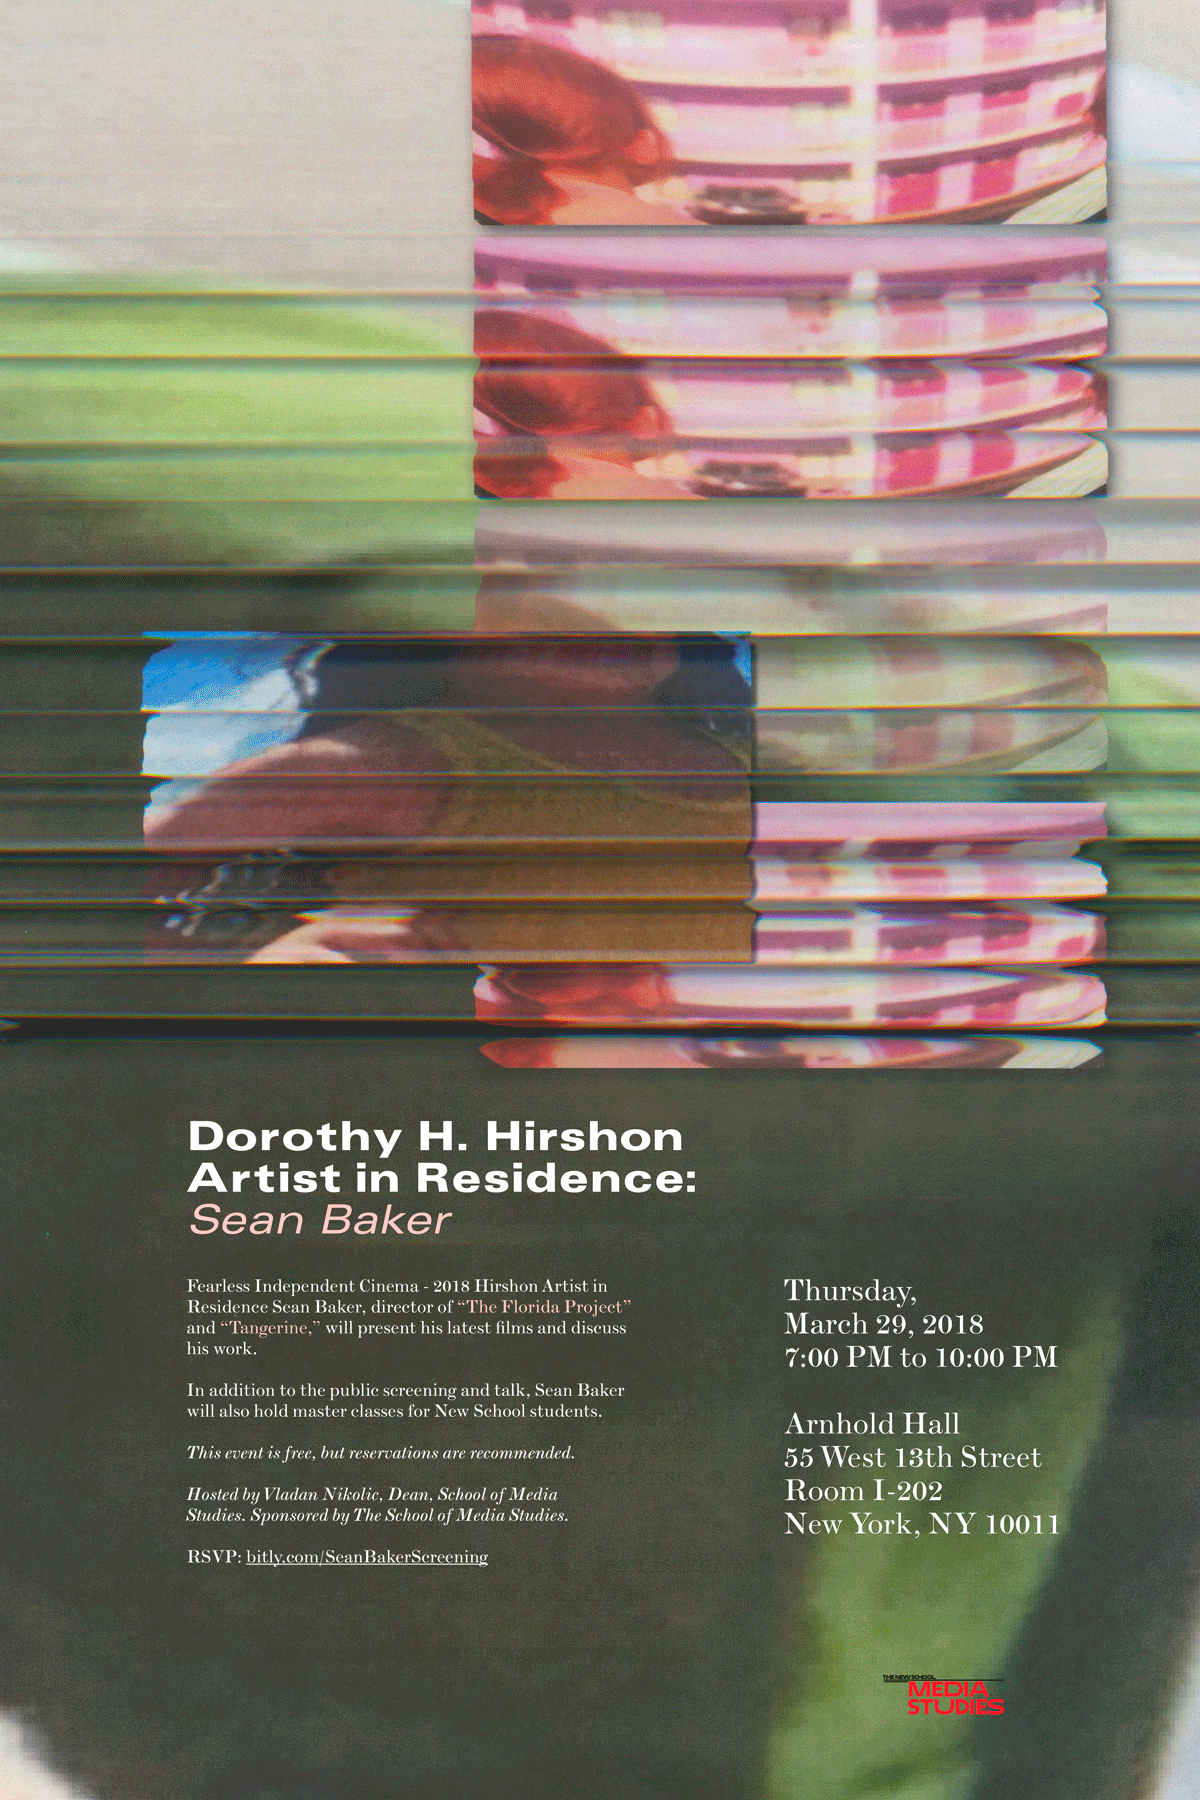 Dorothy H. Hirshon
Artist in Residence:
Sean Baker
Fearless Independent Cinema - 2018 Hirshon Artist in
Residence Sean Baker, director of “The Florida Project”
and “Tangerine,” will present his latest films and discuss
his work.
In addition to the public screening and talk, Sean Baker
will also hold master classes for New School students.
This event is free, but reservations are recommended.
Hosted by Vladan Nikolic, Dean, School of Media
Studies. Sponsored by The School of Media Studies.
RSVP: bitly.com/SeanBakerScreening
Thursday,
March 29, 2018
7:00 PM to 10:00 PM
Arnhold Hall
55 West 13th Street
Room I-202
New York, NY 10011
THE NEW SCHOOL
MEDIA
STUDIES